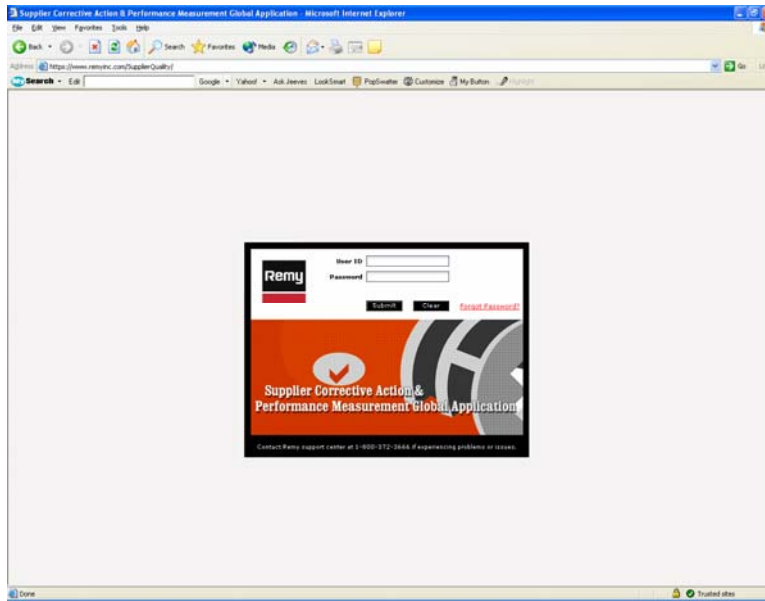 Supplier Corrective Action & Performance Measurement Global Application - Microsoft Internet Explorer
File Edit View Favorites Tools Help
Back Search Favorites Media
Address https://www.remyinc.com/SupplierQuality/ Go
Search Edit Google Yahoo! Ask Jeeves LookSmart PopSwatter Customize My Button Highlight
User ID
Remy
Password
Submit Clear Forgot Password?
Supplier Corrective Action &
Performance Measurement Global Application
Contact Remy support center at 1-800-372-3666 if experiencing problems or issues.
Done Trusted sites